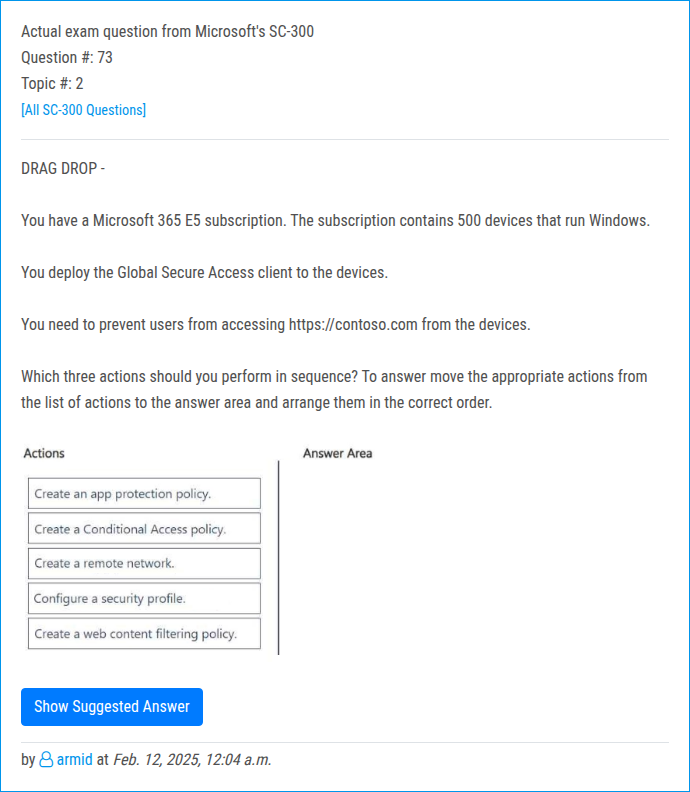 Actual exam question from Microsoft's SC-300
Question #: 73
Topic #: 2
[All SC-300 Questions]
DRAG DROP -
You have a Microsoft 365 E5 subscription. The subscription contains 500 devices that run Windows.
You deploy the Global Secure Access client to the devices.
You need to prevent users from accessing https://contoso.com from the devices.
Which three actions should you perform in sequence? To answer move the appropriate actions from
the list of actions to the answer area and arrange them in the correct order.
Actions
Answer Area
Create an app protection policy.
Create a Conditional Access policy.
Create a remote network.
Configure a security profile.
Create a web content filtering policy.
Show Suggested Answer
by armid at Feb. 12, 2025, 12:04 a.m.